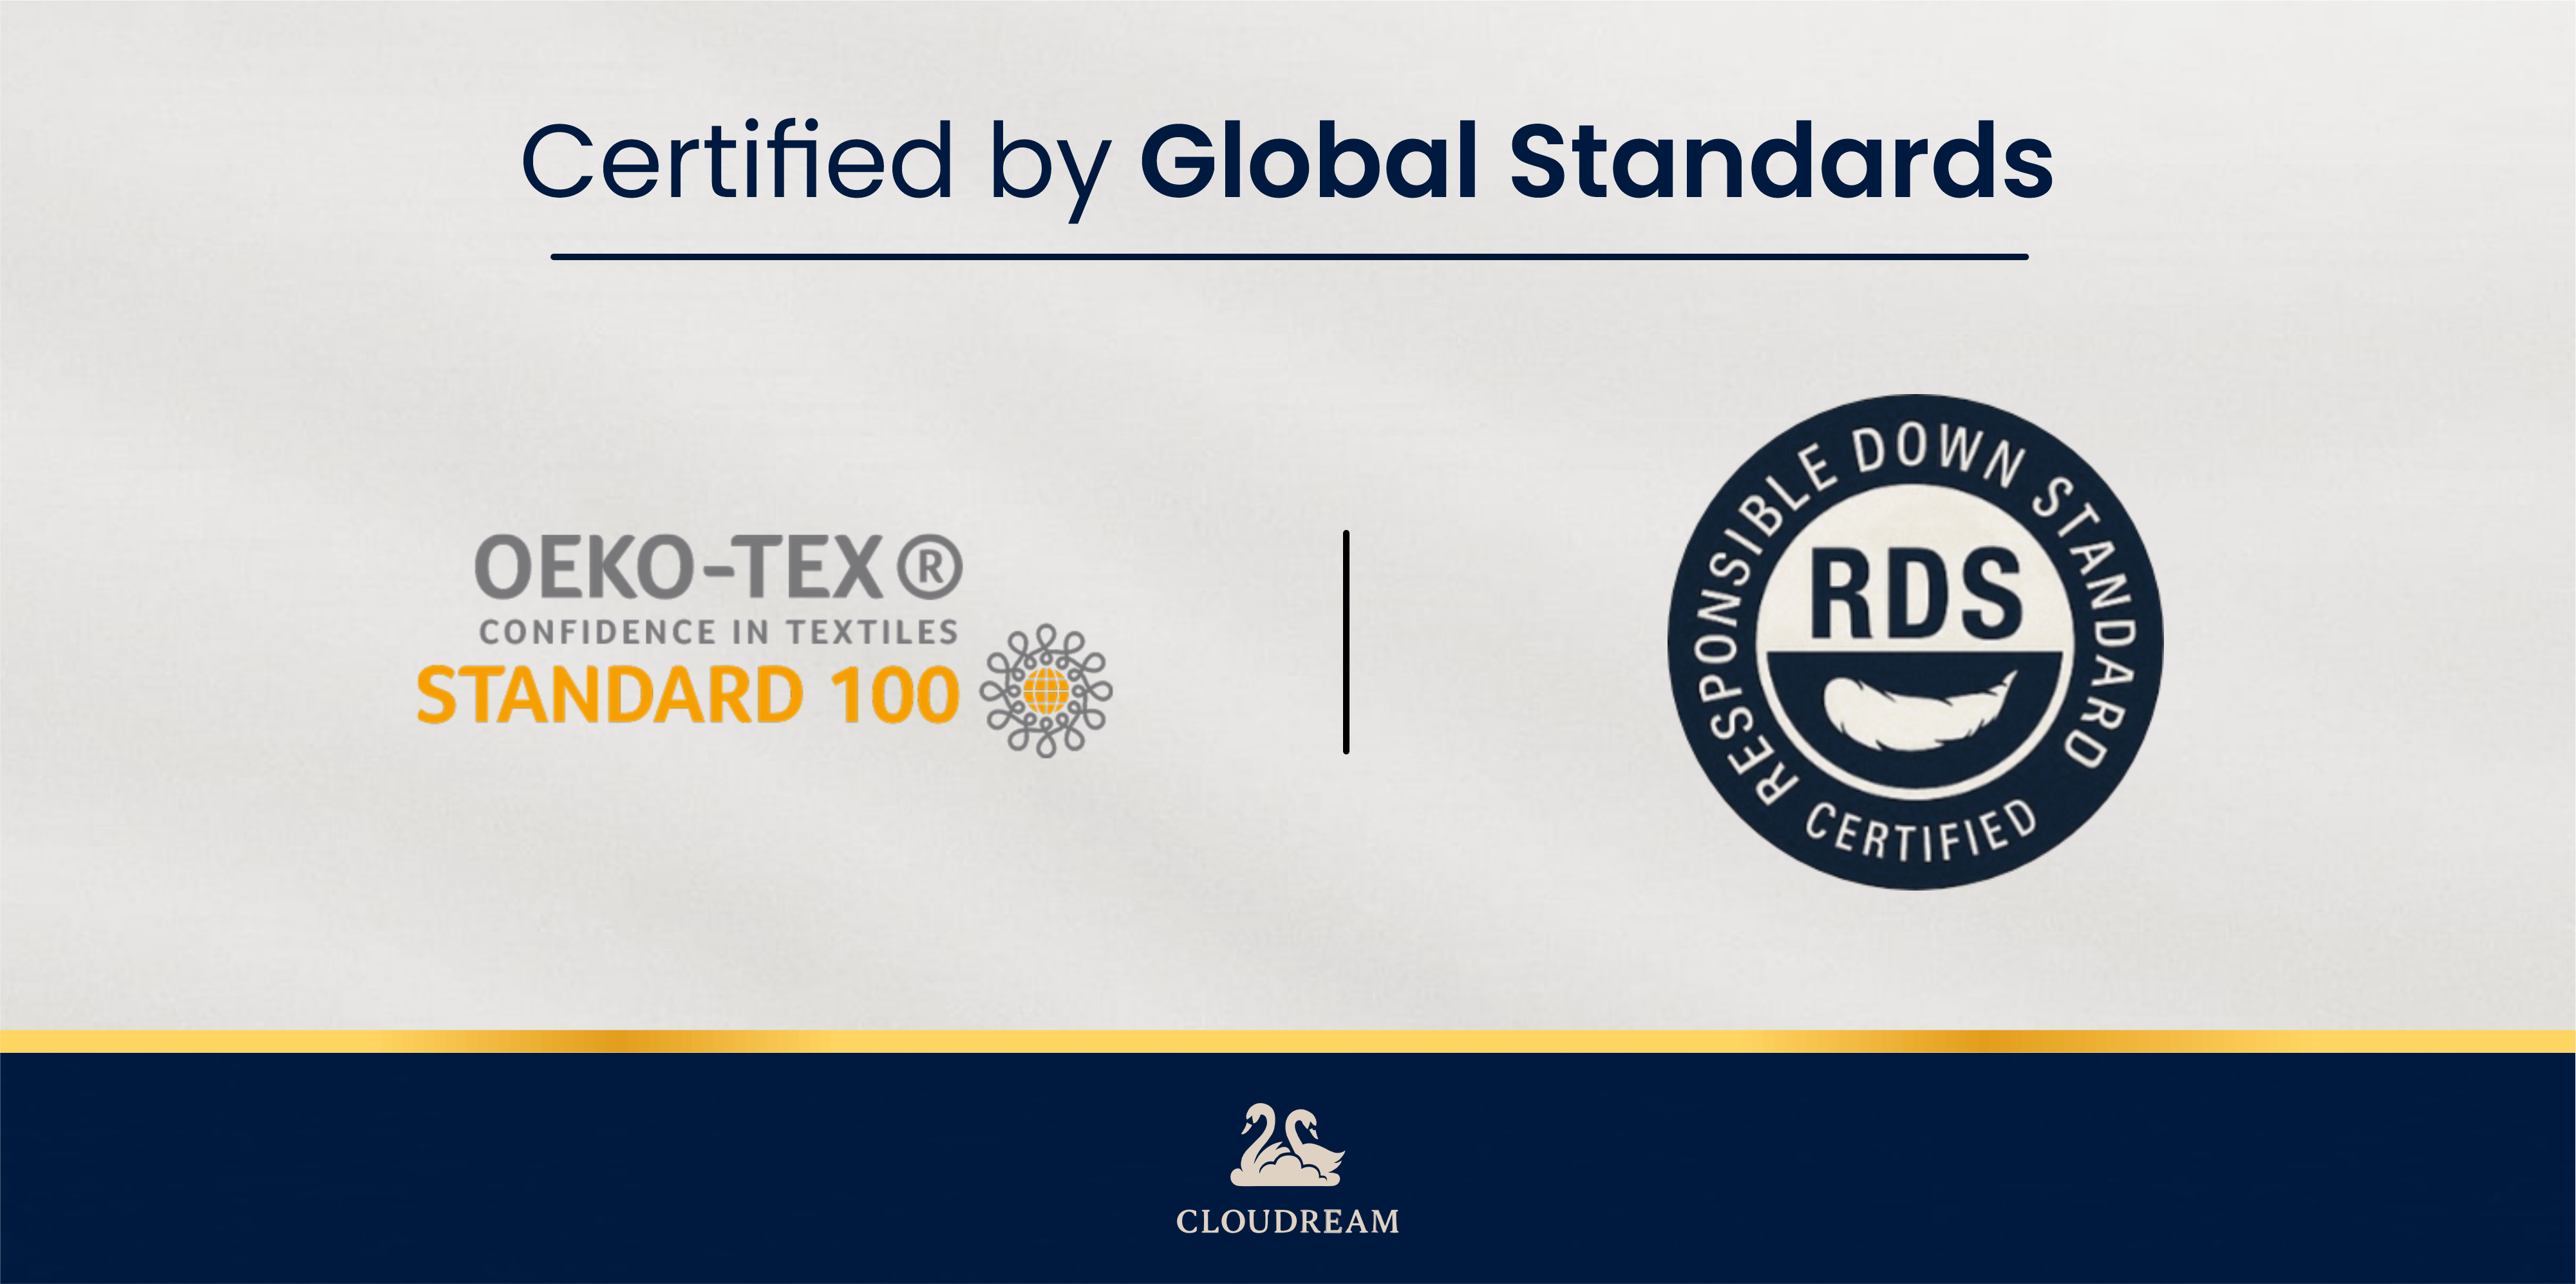 Certified by Global Standards
OEKO-TEX®
CONFIDENCE IN TEXTILES
STANDARD 100
RESPONSIBLE DOWN STANDARD
RDS
CERTIFIED
CLOUDREAM